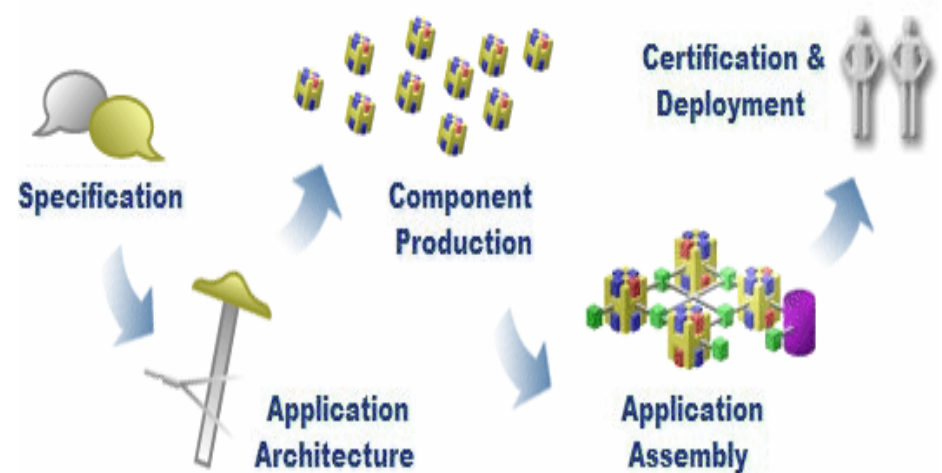 Specification
Application
Architecture
Component
Production
Application
Assembly
Certification &
Deployment